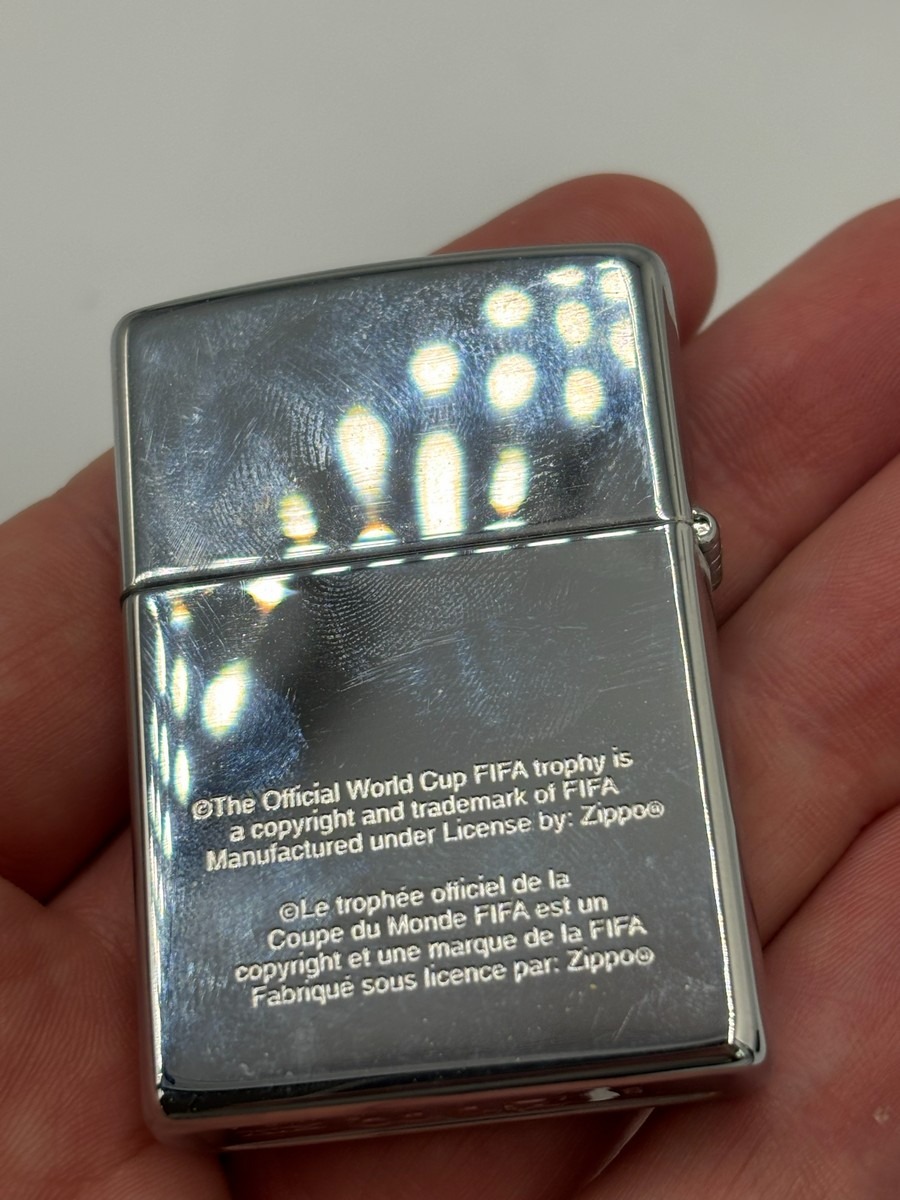 ©The Official World Cup FIFA trophy is
a copyright and trademark of FIFA
Manufactured under License by: Zippo®
©Le trophée officiel de la
Coupe du Monde FIFA est un
copyright et une marque de la FIFA
Fabriqué sous licence par: Zippo®